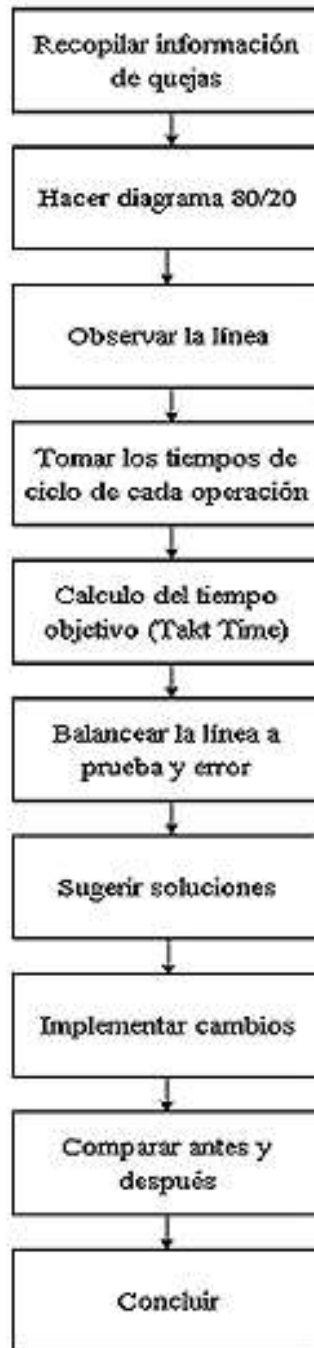 Recopilar información
de quejas
Hacer diagrama 80/20
Observar la línea
Tomar los tiempos de
ciclo de cada operación
Calculo del tiempo
objetivo (Takt Time)
Balancear la línea a
prueba y error
Sugerir soluciones
Implementar cambios
Comparar antes y
después
Concluir